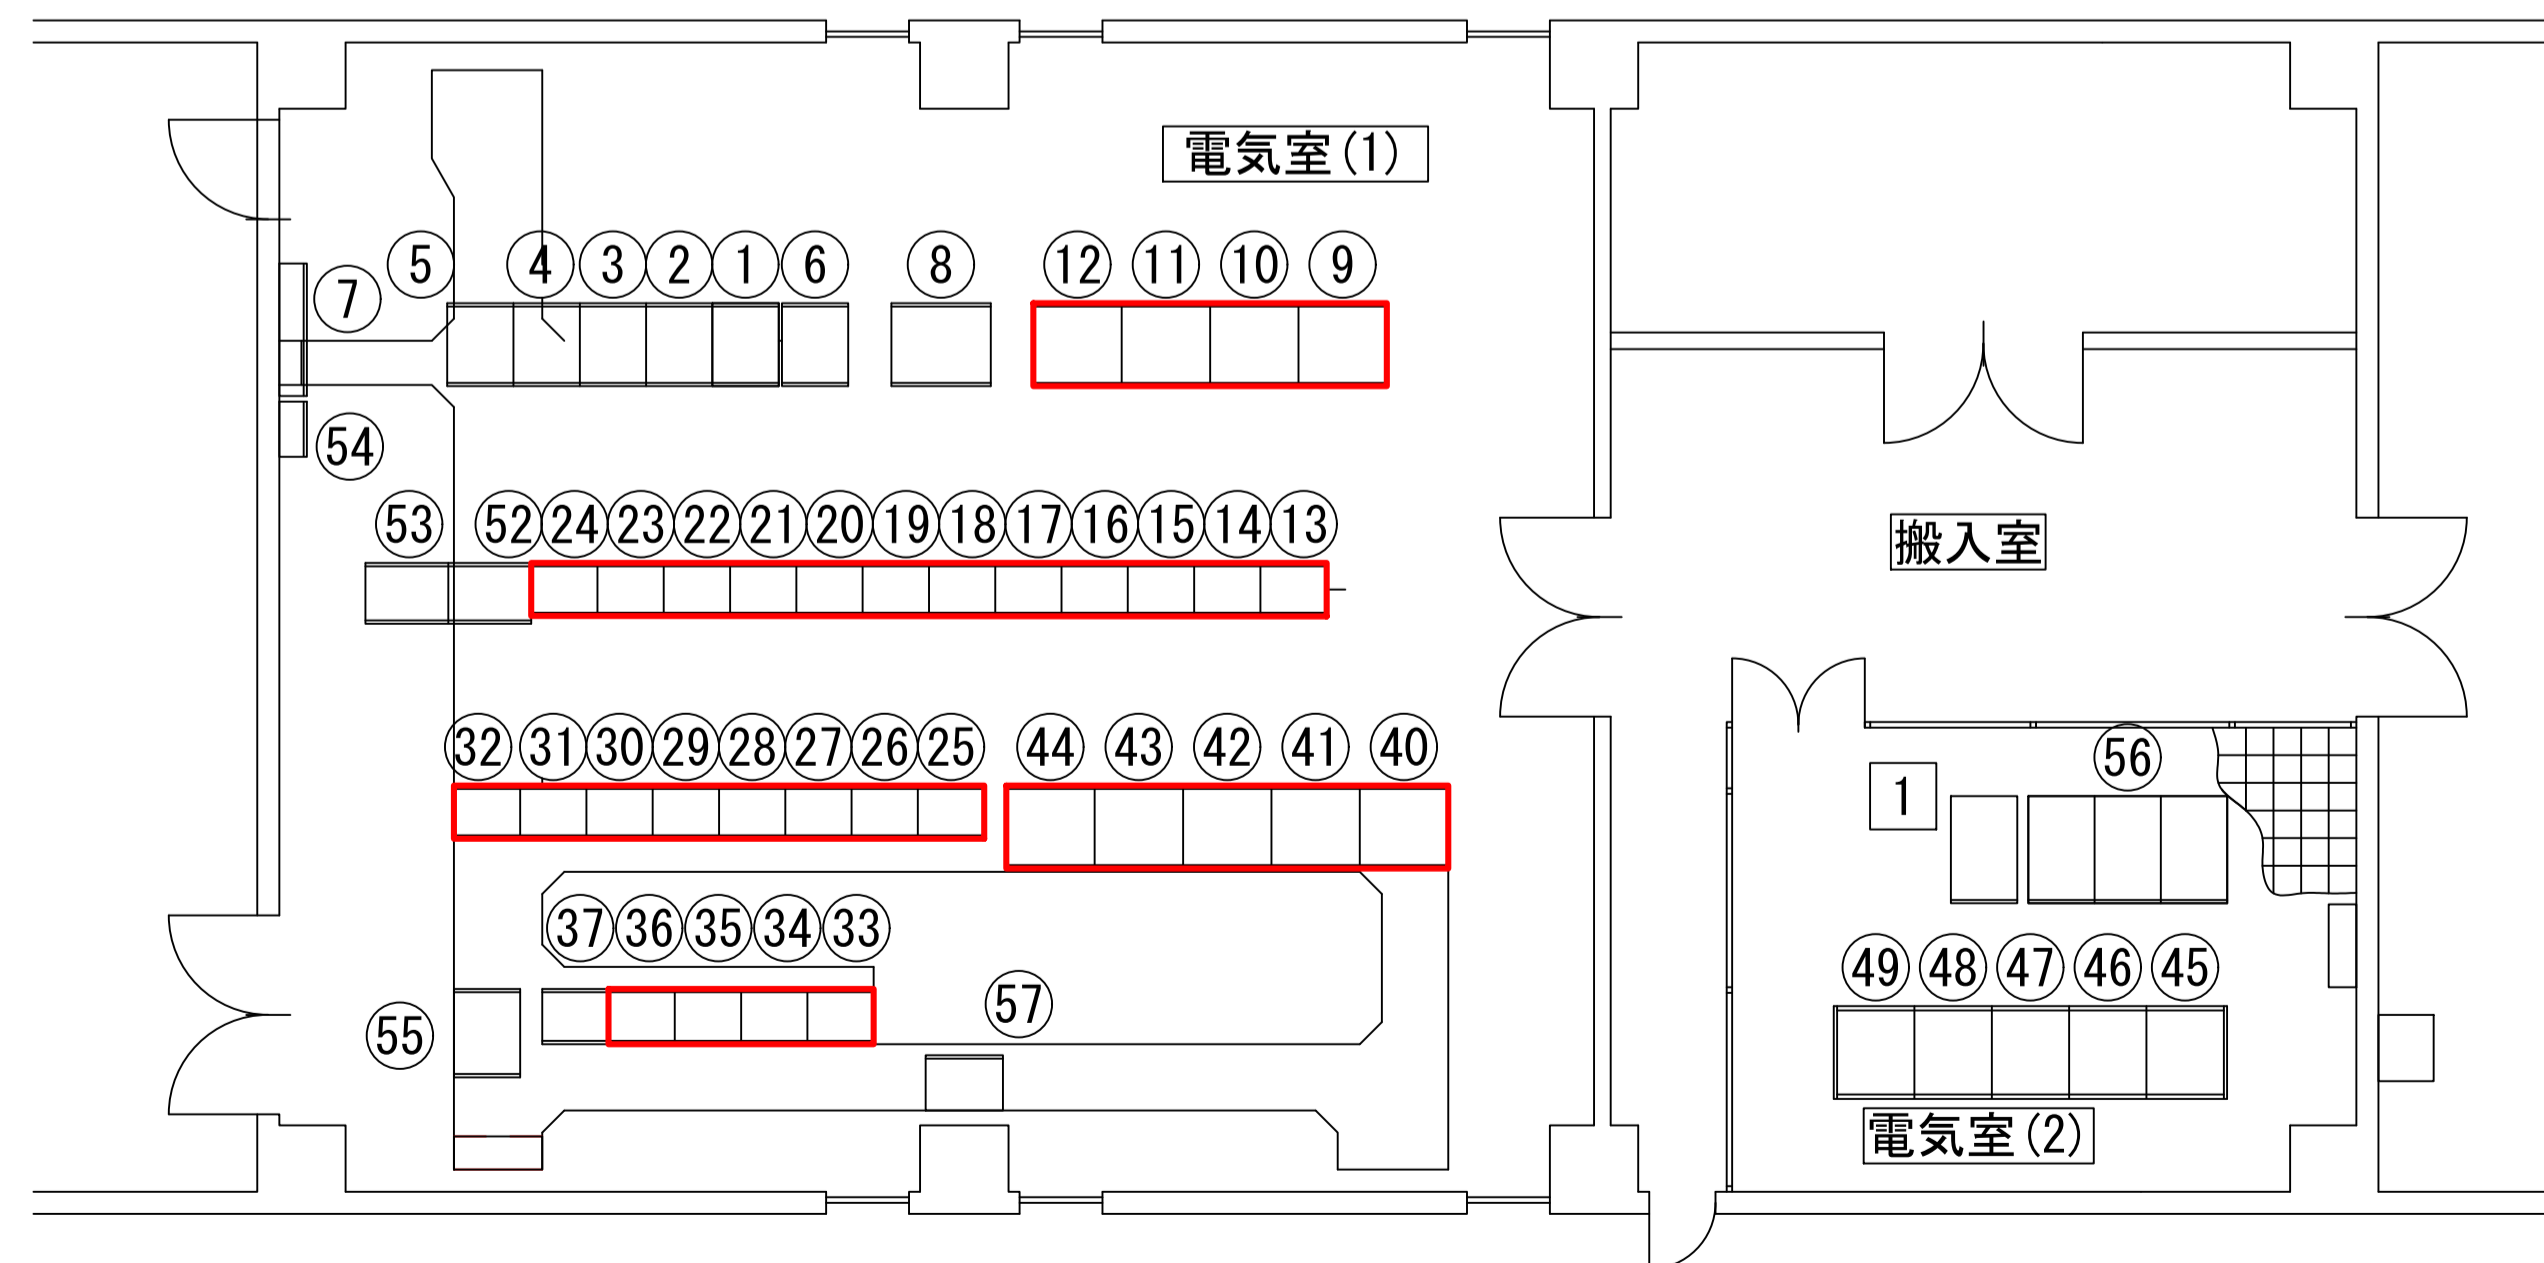 電気室(1)
⑤ ④ ③ ② ① ⑥ ⑧ ⑫ ⑪ ⑩ ⑨
⑦
㊴
㊳ ㊲ ㉔ ㉓ ㉒ ㉑ ⑳ ⑲ ⑱ ⑰ ⑯ ⑮ ⑭ ⑬
搬入室
㉜ ㉛ ㉚ ㉙ ㉘ ㉗ ㉖ ㉕ ㊹ ㊸ ㊷ ㊶ ㊵
56
1
㊲ ㊱ ㉟ ㉞ ㉝
49 48 47 46 45
57
55
電気室(2)